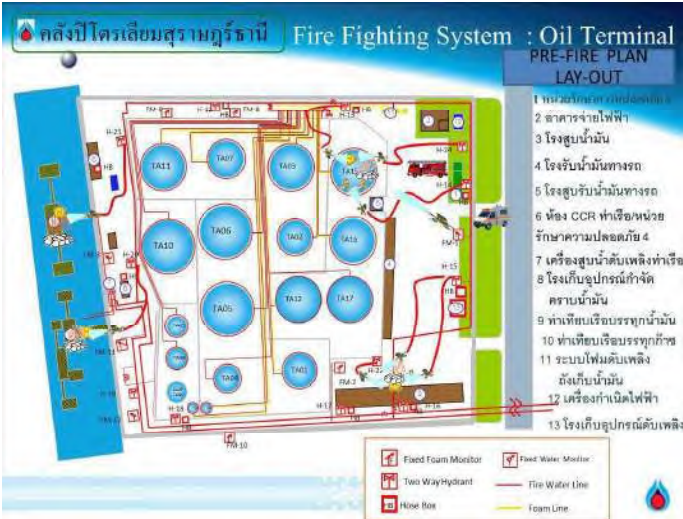 คลังปิโตรเลียมสุราษฎร์ธานี
Fire Fighting System : Oil Terminal
PRE-FIRE PLAN
LAY-OUT
2 อาคารจ่ายไฟฟ้า
3 โรงสูบน้ำมัน
4 โรงรับน้ำมันทางรถ
5 โรงสูบรับน้ำมันทางรถ
6 ห้อง CCR ท่าเรือ/หน่วย
รักษาความปลอดภัย 4
7 เครื่องสูบน้ำดับเพลิงท่าเรือ
8 โรงเก็บอุปกรณ์กำจัด
คราบน้ำมัน
9 ท่าเทียบเรือบรรทุกน้ำมัน
10 ท่าเทียบเรือบรรทุกก๊าซ
11 ระบบโฟมดับเพลิง
ถังเก็บน้ำมัน
12 เครื่องกำเนิดไฟฟ้า
13 โรงเก็บอุปกรณ์ดับเพลิง
H-21
HB
HB
TA11
TA07
TA10
TA06
TA02
TA05
TA12
TA17
TA01
H-15
HB
FM-2
H-22
H-17
H-16
H-18
FM-10
Fixed Foam Monitor
Fixed Water Monitor
Two Way Hydrant
Fire Water Line
HB
Hose Box
Foam Line